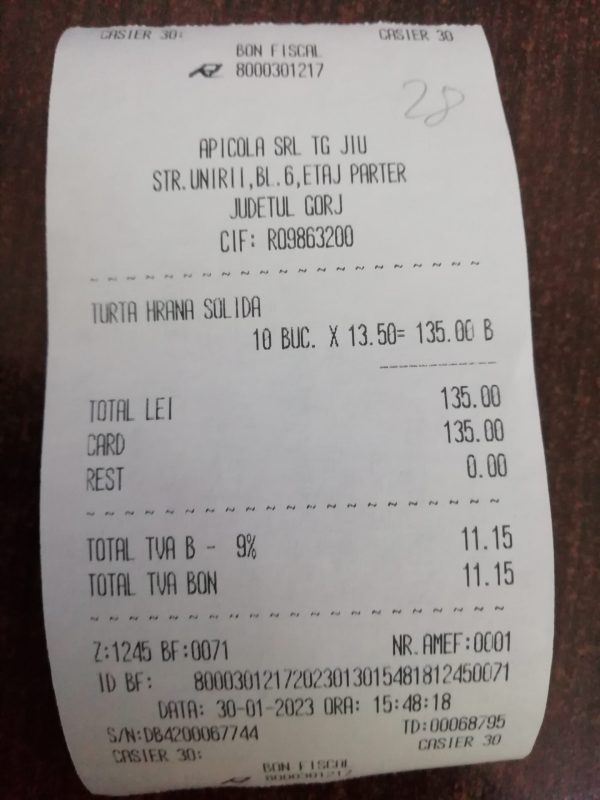 CASIER 30: CASIER 30
BON FISCAL
8000301217
28
APICOLA SRL TG JIU
STR.UNIRII,BL.6,ETAJ PARTER
JUDETUL GORJ
CIF: RO9863200
TURTA HRANA SOLIDA
10 BUC. X 13.50= 135.00 B
TOTAL LEI 135.00
CARD 135.00
REST 0.00
TOTAL TVA B - 9% 11.15
TOTAL TVA BON 11.15
Z:1245 BF:0071 NR.AMEF:0001
ID BF: 80003012172023013015481812450071
DATA: 30-01-2023 ORA: 15:48:18
S/N:DB4200067744 TD:00068795
CASIER 30: CASIER 30
BON FISCAL
8000301217